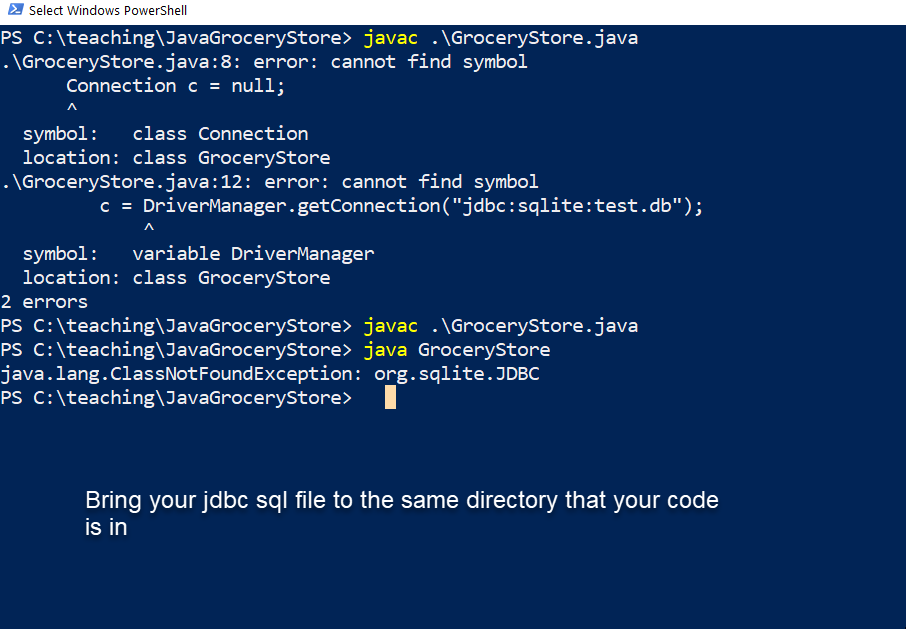 Select Windows PowerShell
PS C:\teaching\JavaGroceryStore> javac .\GroceryStore.java
.\GroceryStore.java:8: error: cannot find symbol
      Connection c = null;
      ^
  symbol:   class Connection
  location: class GroceryStore
.\GroceryStore.java:12: error: cannot find symbol
         c = DriverManager.getConnection("jdbc:sqlite:test.db");
             ^
  symbol:   variable DriverManager
  location: class GroceryStore
2 errors
PS C:\teaching\JavaGroceryStore> javac .\GroceryStore.java
PS C:\teaching\JavaGroceryStore> java GroceryStore
java.lang.ClassNotFoundException: org.sqlite.JDBC
PS C:\teaching\JavaGroceryStore>
Bring your jdbc sql file to the same directory that your code
is in